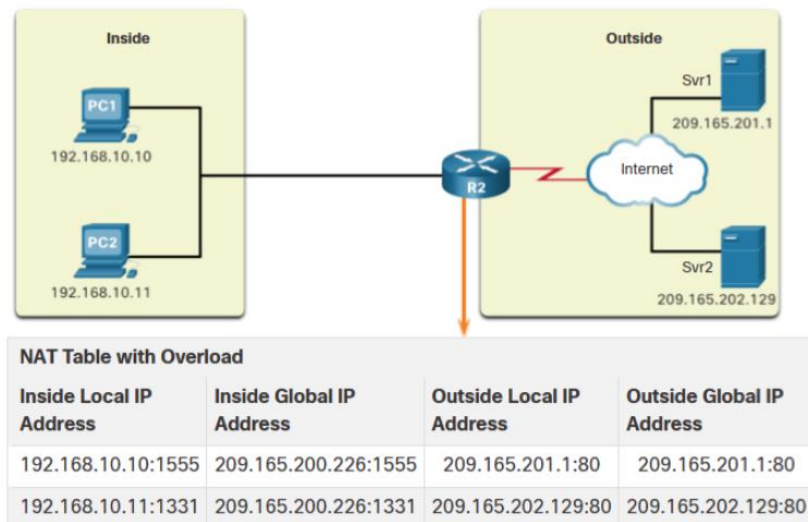 Inside
Outside
PC1
192.168.10.10
PC2
192.168.10.11
R2
Internet
Svr1
209.165.201.1
Svr2
209.165.202.129
NAT Table with Overload
Inside Local IP Address
Inside Global IP Address
Outside Local IP Address
Outside Global IP Address
192.168.10.10:1555 209.165.200.226:1555 209.165.201.1:80 209.165.201.1:80
192.168.10.11:1331 209.165.200.226:1331 209.165.202.129:80 209.165.202.129:80